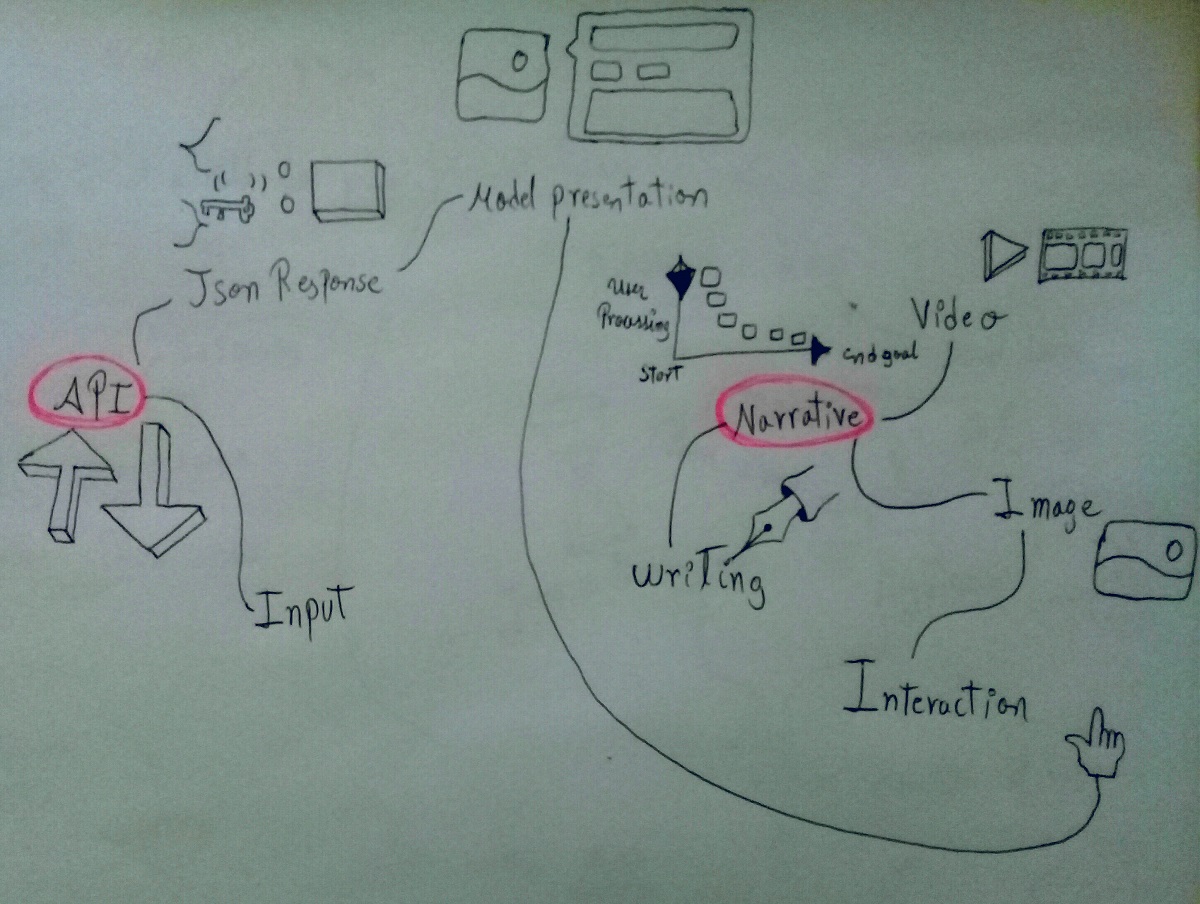 Model presentation
Json Response
API
Input
User
Processing
Start
End goal
Video
Narrative
Writing
Image
Interaction